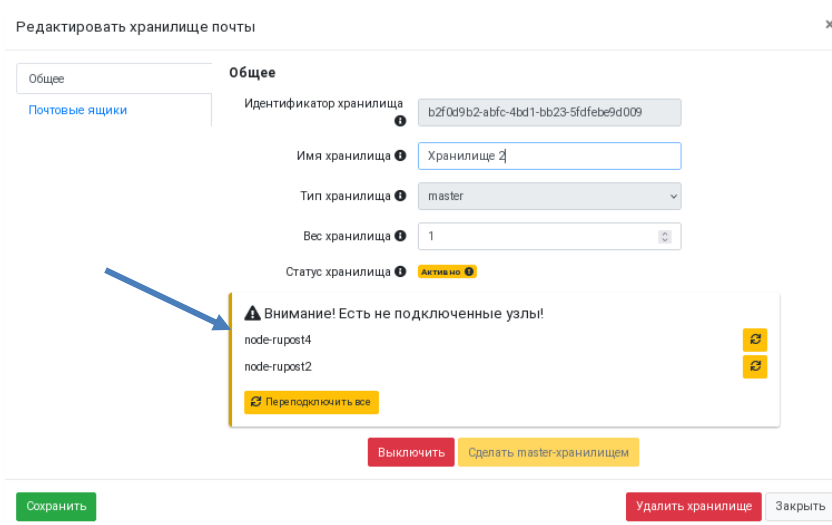 Редактировать хранилище почты
×
Общее
Почтовые ящики
Общее
Идентификатор хранилища
b2f0d9b2-abfc-4bd1-bb23-5fdfebe9d009
Имя хранилища Хранилище 2
Тип хранилища master
Вес хранилища 1
Статус хранилища Активно
Внимание! Есть не подключенные узлы!
node-rupost4
node-rupost2
Переподключить все
Выключить Сделать master-хранилищем
Сохранить Удалить хранилище Закрыть